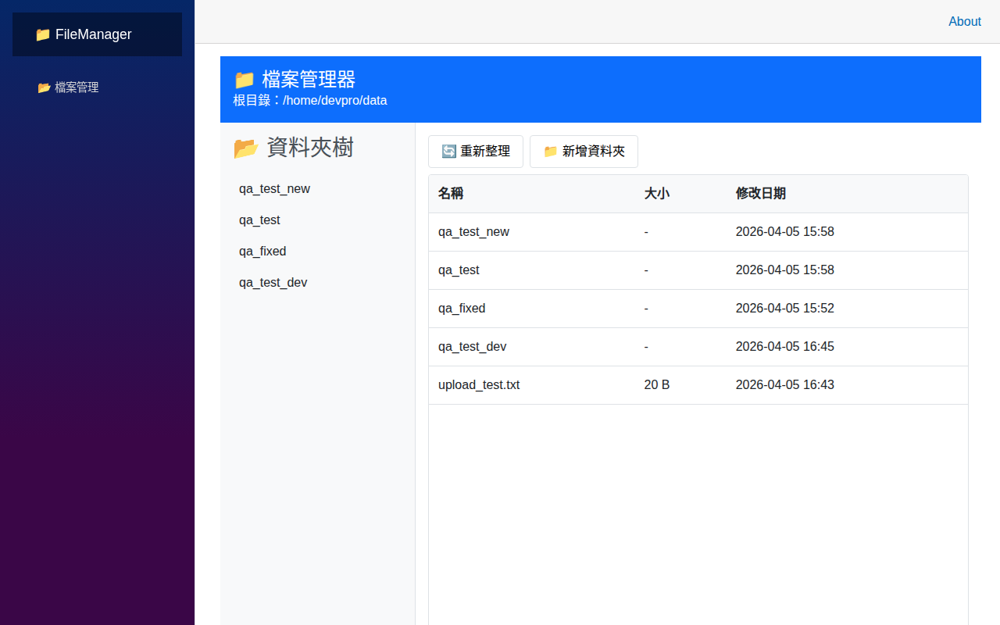 📁 FileManager
📂 檔案管理
About
📁 檔案管理器
根目錄：/home/devpro/data
📂 資料夾樹
qa_test_new
qa_test
qa_fixed
qa_test_dev
🔄 重新整理 📁 新增資料夾
名稱 大小 修改日期
qa_test_new - 2026-04-05 15:58
qa_test - 2026-04-05 15:58
qa_fixed - 2026-04-05 15:52
qa_test_dev - 2026-04-05 16:45
upload_test.txt 20 B 2026-04-05 16:43